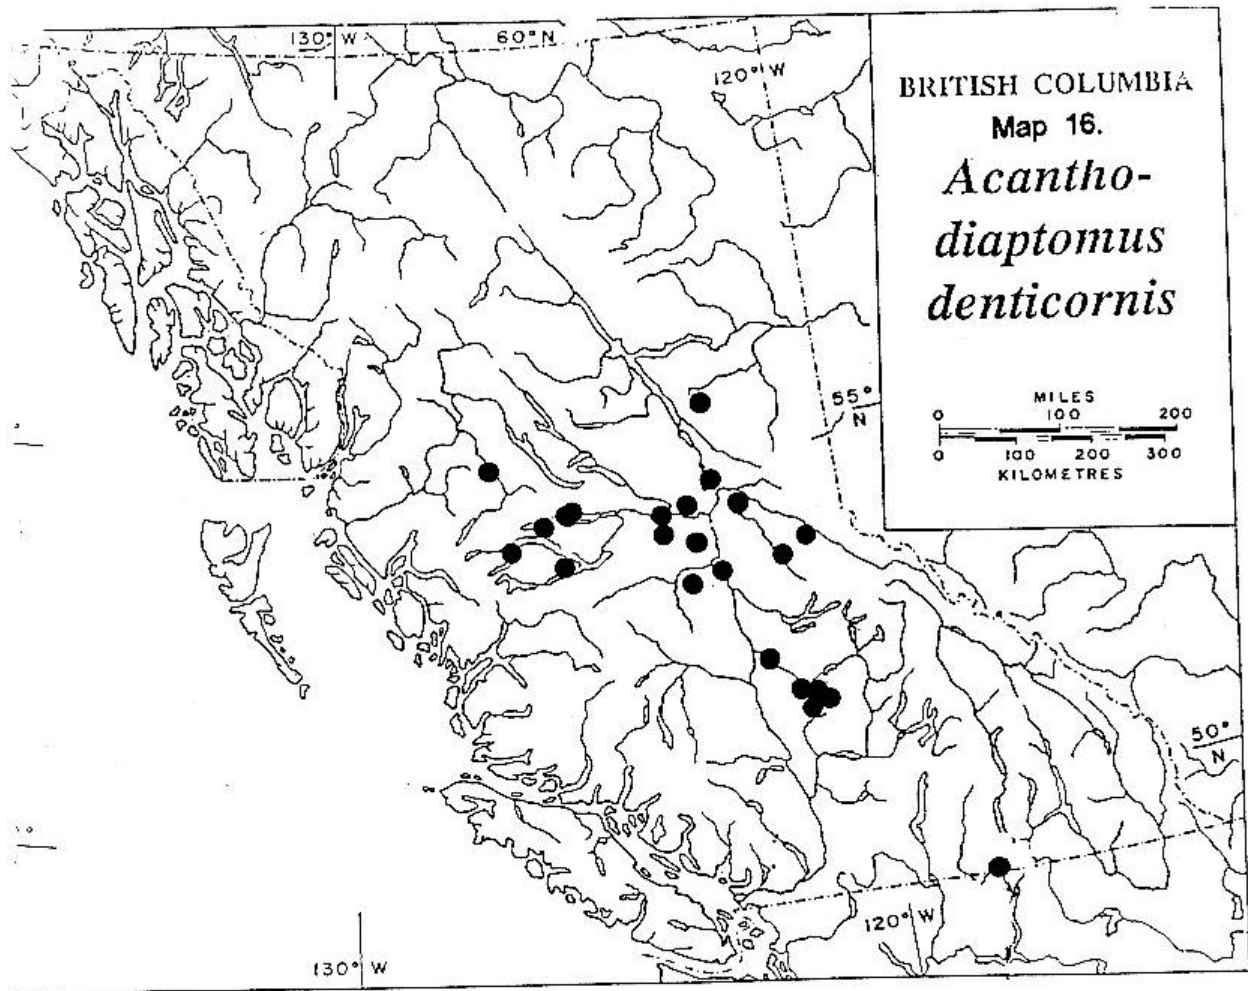 130° W
60° N
120° W
BRITISH COLUMBIA
Map 16.
Acantho-
diaptomus
denticornis
MILES
0 100 200
0 100 200 300
KILOMETRES
55°
N
50°
N
120° W
130° W